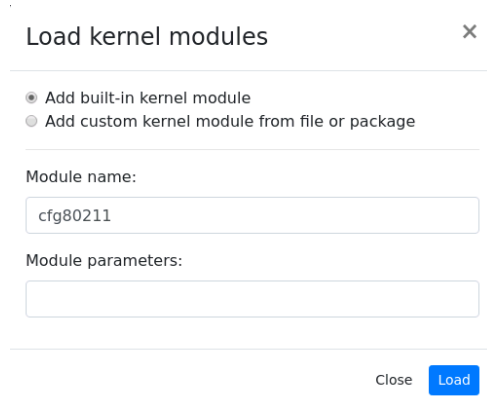 Load kernel modules
×
Add built-in kernel module
Add custom kernel module from file or package
Module name:
cfg80211
Module parameters:
Close Load